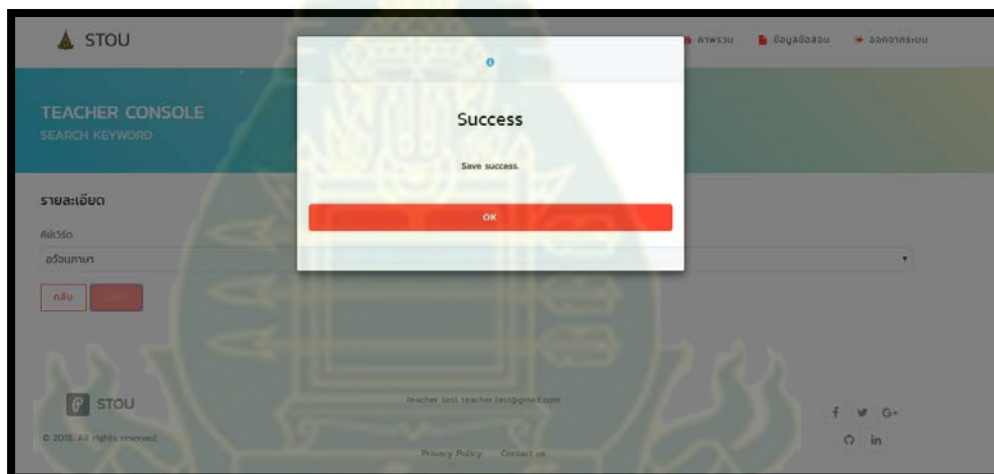 STOU
ภาพรวม
ข้อมูลข้อสอบ
ออกจากระบบ
TEACHER CONSOLE
SEARCH KEYWORD
Success
Save success.
OK
รายละเอียด
คีย์เวิร์ด
อวัจนภาษา
กลับ
STOU
teacher test teacher.test@gmail.com
© 2018. All rights reserved.
Privacy Policy
Contact us